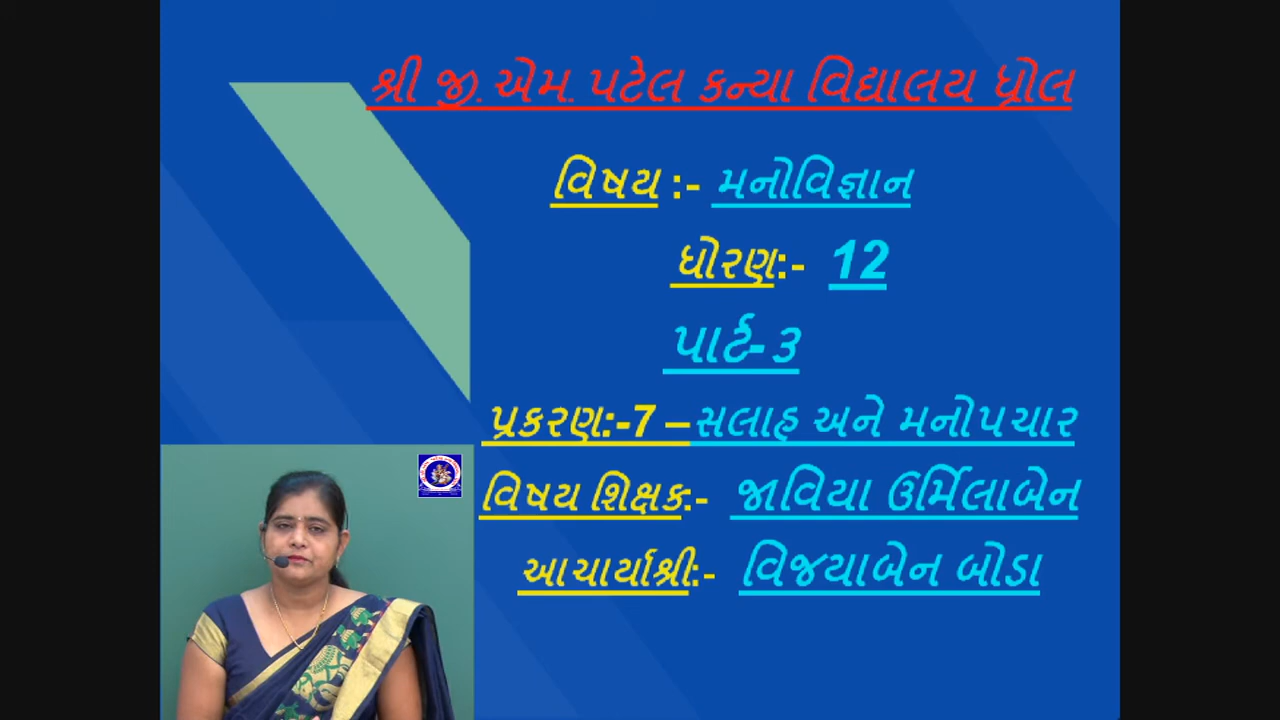 શ્રી જી. એમ. પટેલ કન્યા વિદ્યાલય ધ્રોલ
વિષય :- મનોવિજ્ઞાન
ધોરણ:- 12
પાર્ટ- ૩
પ્રકરણ:-7 –સલાહ અને મનોપચાર
વિષય શિક્ષક:- જાવિયા ઉર્મિલાબેન
આચાર્યાશ્રી:- વિજયાબેન બોડા